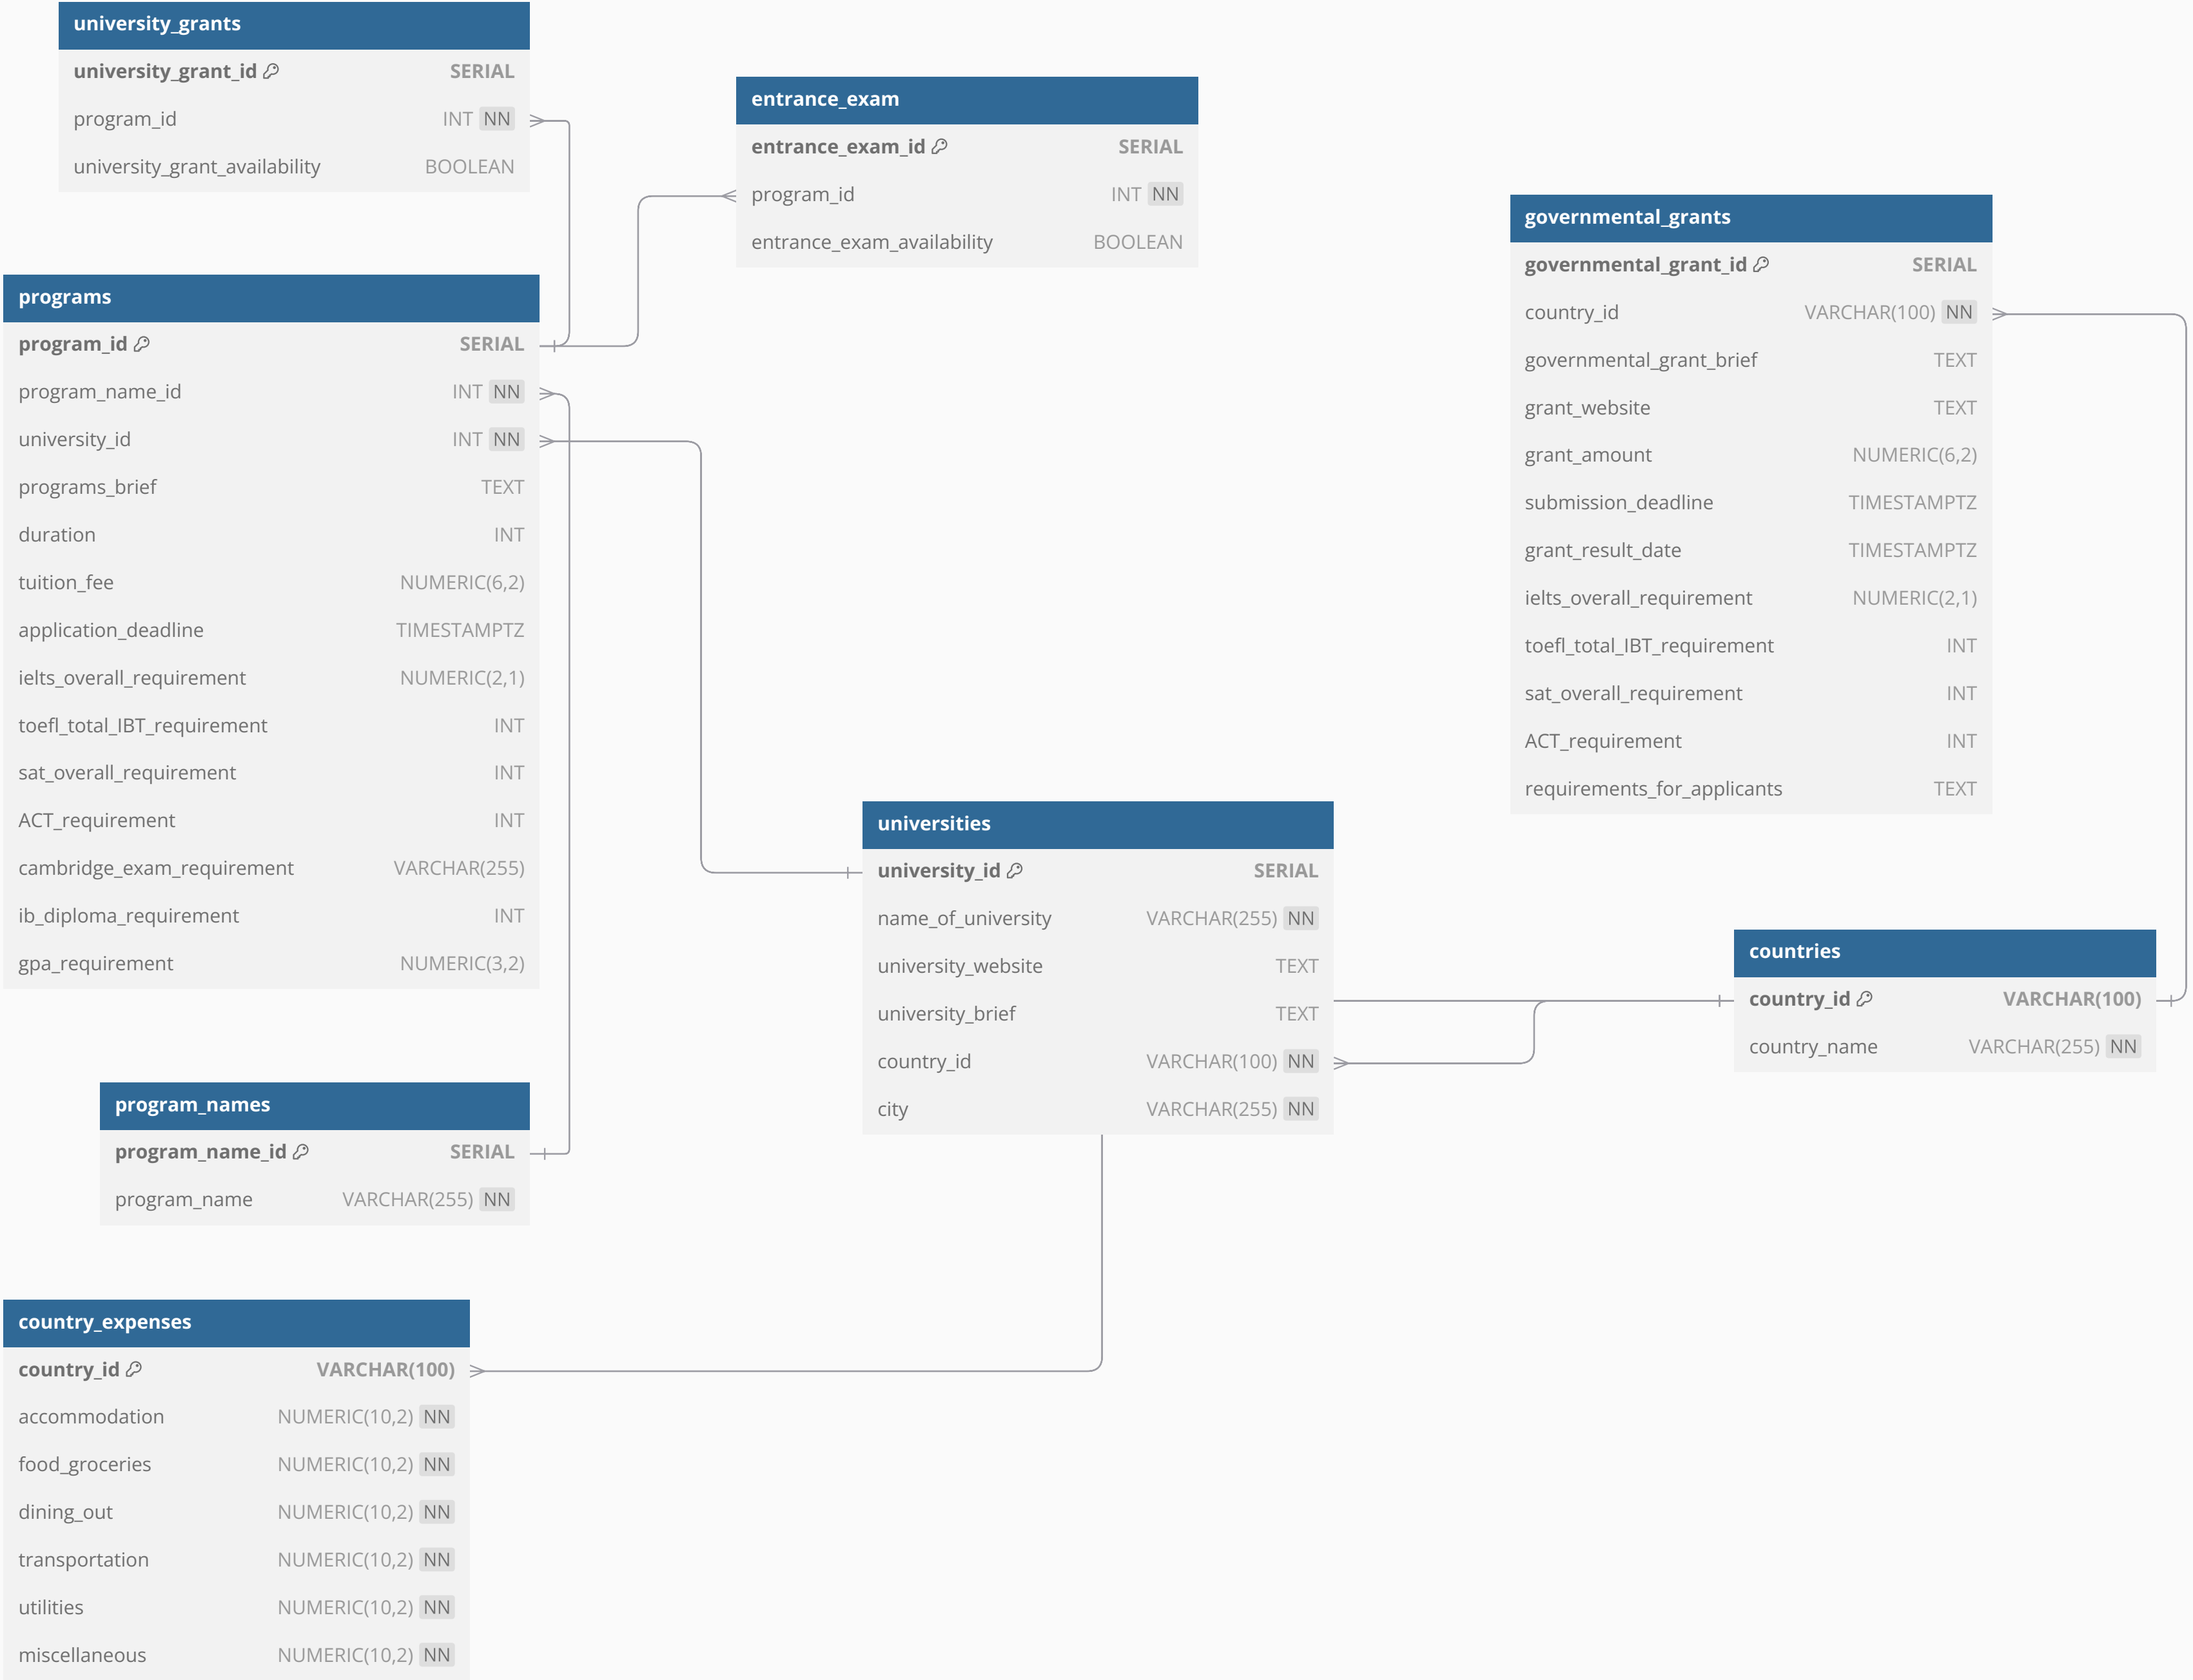 university_grants
university_grant_id SERIAL
program_id INT NN
university_grant_availability BOOLEAN
entrance_exam
entrance_exam_id SERIAL
program_id INT NN
entrance_exam_availability BOOLEAN
governmental_grants
governmental_grant_id SERIAL
country_id VARCHAR(100) NN
governmental_grant_brief TEXT
grant_website TEXT
grant_amount NUMERIC(6,2)
submission_deadline TIMESTAMPTZ
grant_result_date TIMESTAMPTZ
ielts_overall_requirement NUMERIC(2,1)
toefl_total_IBT_requirement INT
sat_overall_requirement INT
ACT_requirement INT
requirements_for_applicants TEXT
programs
program_id SERIAL
program_name_id INT NN
university_id INT NN
programs_brief TEXT
duration INT
tuition_fee NUMERIC(6,2)
application_deadline TIMESTAMPTZ
ielts_overall_requirement NUMERIC(2,1)
toefl_total_IBT_requirement INT
sat_overall_requirement INT
ACT_requirement INT
cambridge_exam_requirement VARCHAR(255)
ib_diploma_requirement INT
gpa_requirement NUMERIC(3,2)
universities
university_id SERIAL
name_of_university VARCHAR(255) NN
university_website TEXT
university_brief TEXT
country_id VARCHAR(100) NN
city VARCHAR(255) NN
countries
country_id VARCHAR(100)
country_name VARCHAR(255) NN
program_names
program_name_id SERIAL
program_name VARCHAR(255) NN
country_expenses
country_id VARCHAR(100)
accommodation NUMERIC(10,2) NN
food_groceries NUMERIC(10,2) NN
dining_out NUMERIC(10,2) NN
transportation NUMERIC(10,2) NN
utilities NUMERIC(10,2) NN
miscellaneous NUMERIC(10,2) NN